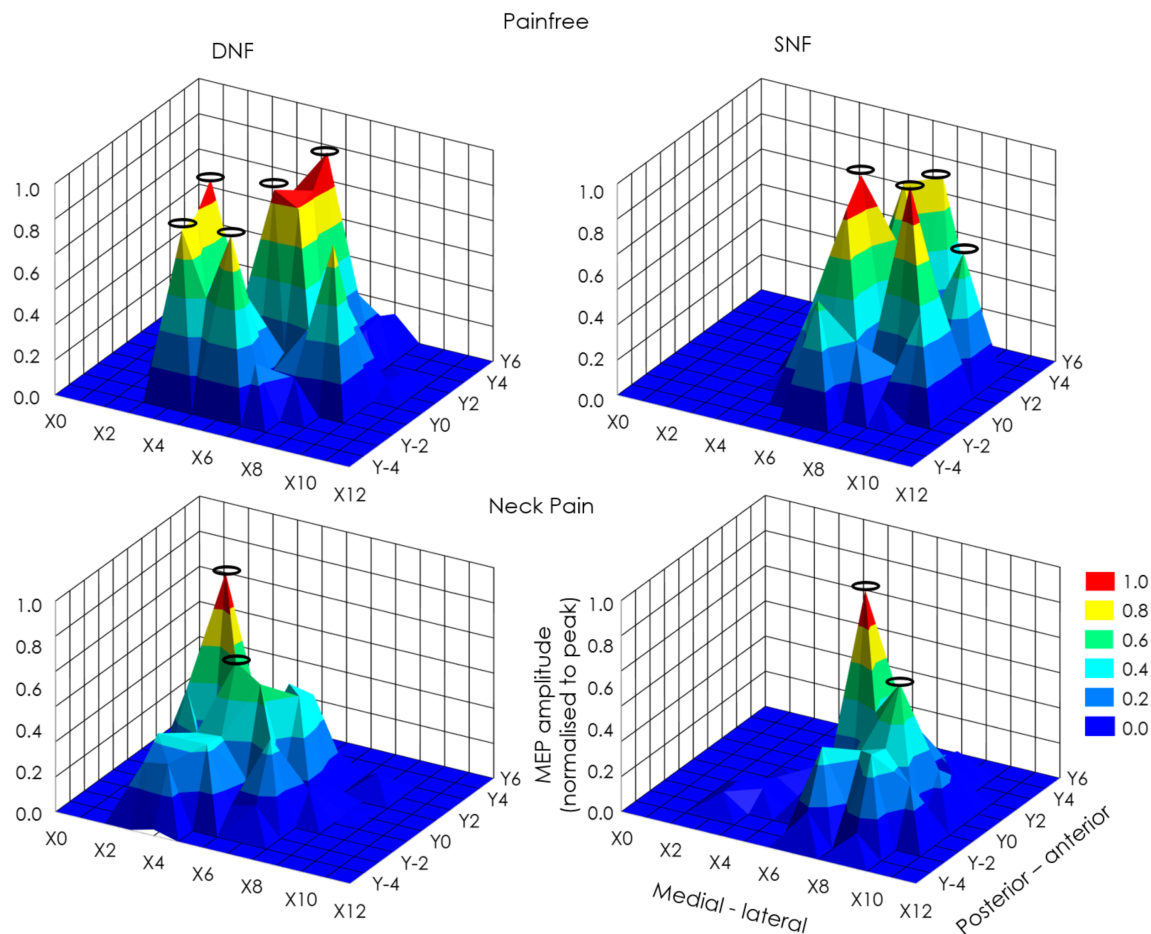 Painfree
DNF
SNF
1.0
0.8
0.6
0.4
0.2
0.0
X0
X2
X4
X6
X8
X10
X12
Y-4
Y-2
Y0
Y2
Y4
Y6
1.0
0.8
0.6
0.4
0.2
0.0
X0
X2
X4
X6
X8
X10
X12
Y-4
Y-2
Y0
Y2
Y4
Y6
Neck Pain
1.0
0.8
0.6
0.4
0.2
0.0
X0
X2
X4
X6
X8
X10
X12
Y-4
Y-2
Y0
Y2
Y4
Y6
MEP amplitude
(normalised to peak)
1.0
0.8
0.6
0.4
0.2
0.0
X0
X2
X4
X6
X8
X10
X12
Y-4
Y-2
Y0
Y2
Y4
Y6
Medial - lateral
Posterior – anterior
1.0
0.8
0.6
0.4
0.2
0.0